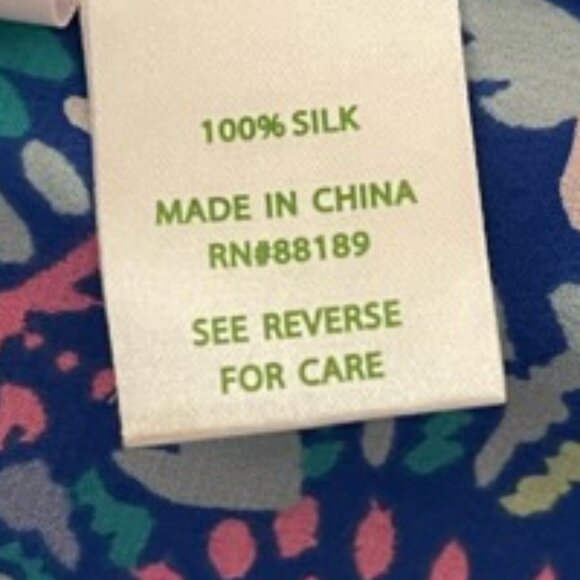 100% SILK
MADE IN CHINA
RN#88189
SEE REVERSE
FOR CARE